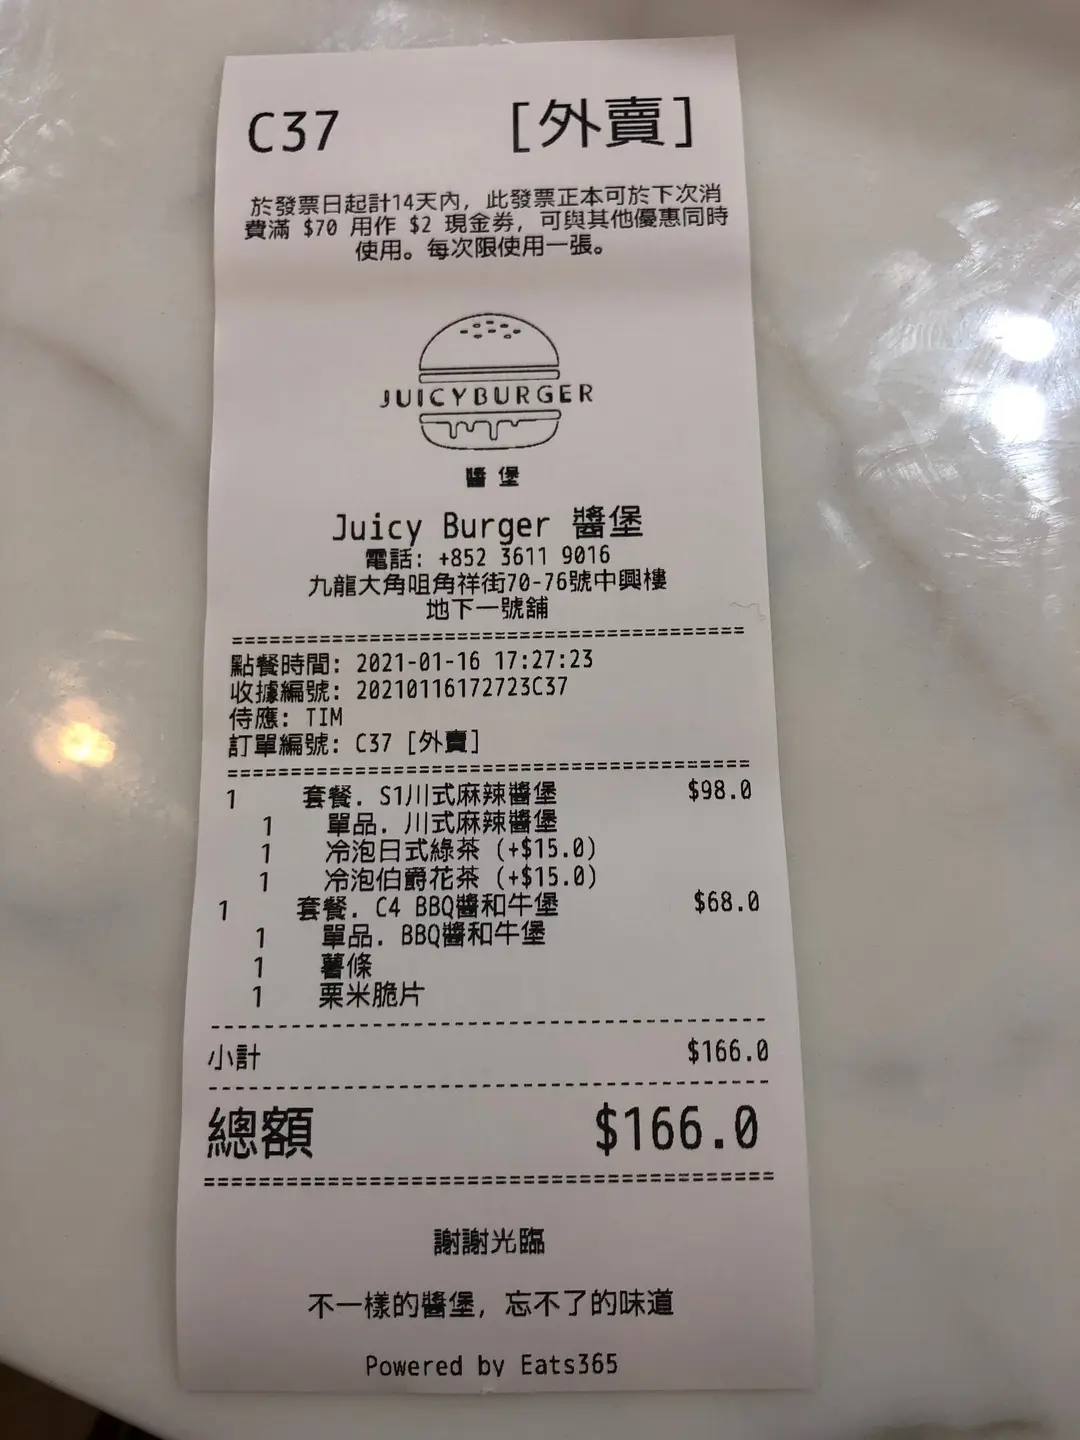 C37 [外賣]
於發票日起計14天內, 此發票正本可於下次消
費滿 $70 用作 $2 現金券, 可與其他優惠同時
使用。每次限使用一張。
JUICYBURGER
醬堡
Juicy Burger 醬堡
電話: +852 3611 9016
九龍大角咀角祥街70-76號中興樓
地下一號舖
========================================
點餐時間: 2021-01-16 17:27:23
收據編號: 20210116172723C37
侍應: TIM
訂單編號: C37 [外賣]
========================================
1 套餐. S1川式麻辣醬堡 $98.0
1 單品. 川式麻辣醬堡
1 冷泡日式綠茶 (+$15.0)
1 冷泡伯爵花茶 (+$15.0)
1 套餐. C4 BBQ醬和牛堡 $68.0
1 單品. BBQ醬和牛堡
1 薯條
1 粟米脆片
----------------------------------------
小計 $166.0
----------------------------------------
總額 $166.0
========================================
謝謝光臨
不一樣的醬堡, 忘不了的味道
Powered by Eats365